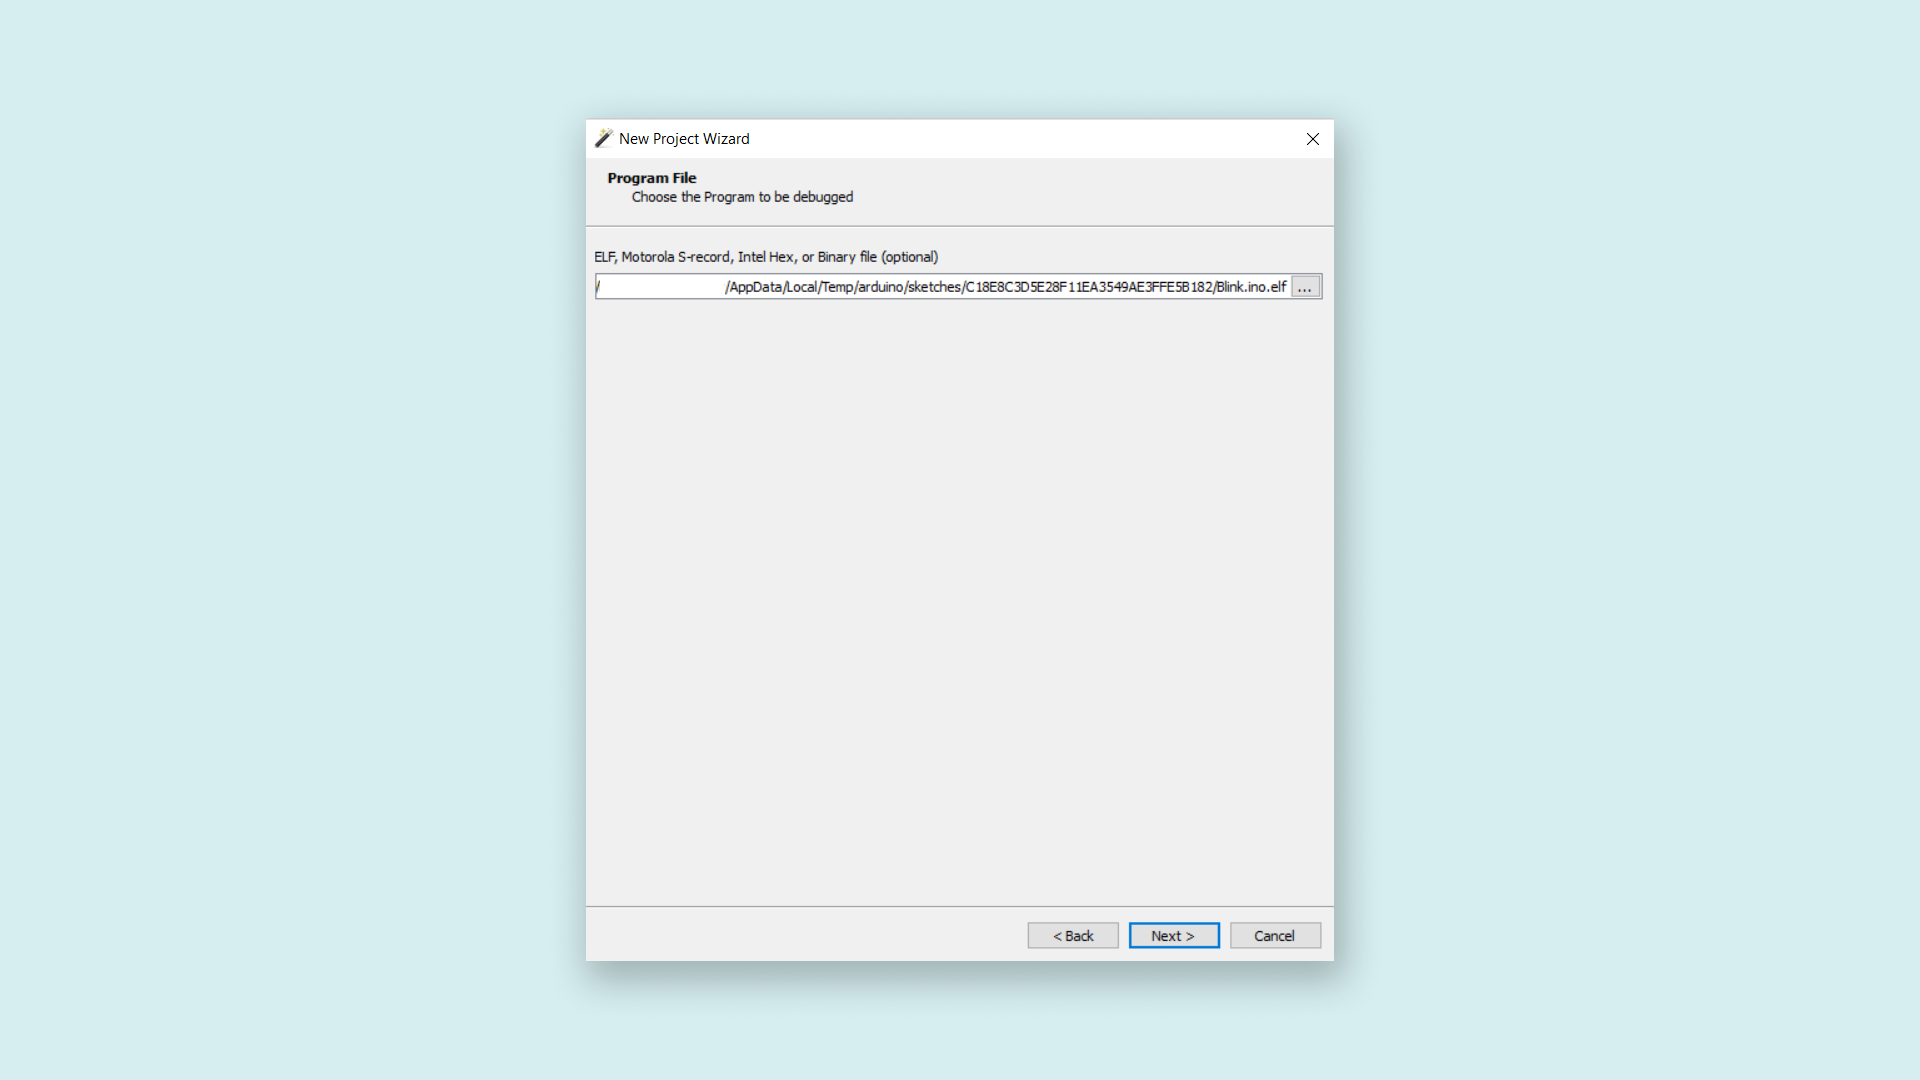 New Project Wizard
Program File
Choose the Program to be debugged
ELF, Motorola S-record, Intel Hex, or Binary file (optional)
/ /AppData/Local/Temp/arduino/sketches/C18E8C3D5E28F11EA3549AE3FFE5B182/Blink.ino.elf ...
< Back Next > Cancel